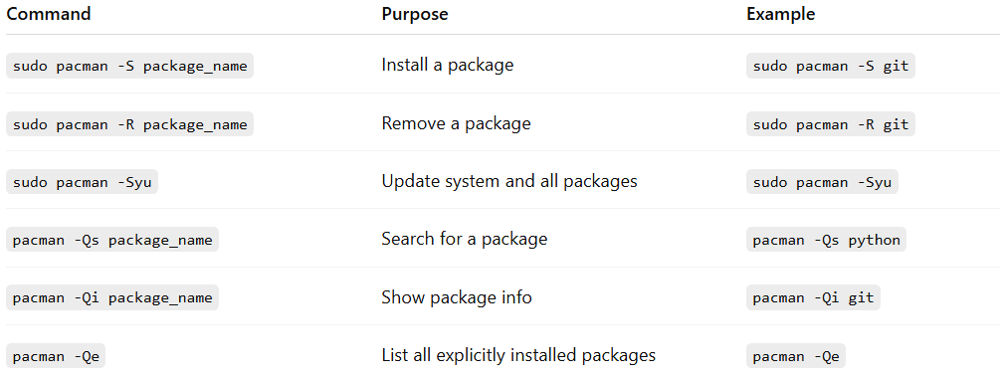 Command Purpose Example
sudo pacman -S package_name Install a package sudo pacman -S git
sudo pacman -R package_name Remove a package sudo pacman -R git
sudo pacman -Syu Update system and all packages sudo pacman -Syu
pacman -Qs package_name Search for a package pacman -Qs python
pacman -Qi package_name Show package info pacman -Qi git
pacman -Qe List all explicitly installed packages pacman -Qe